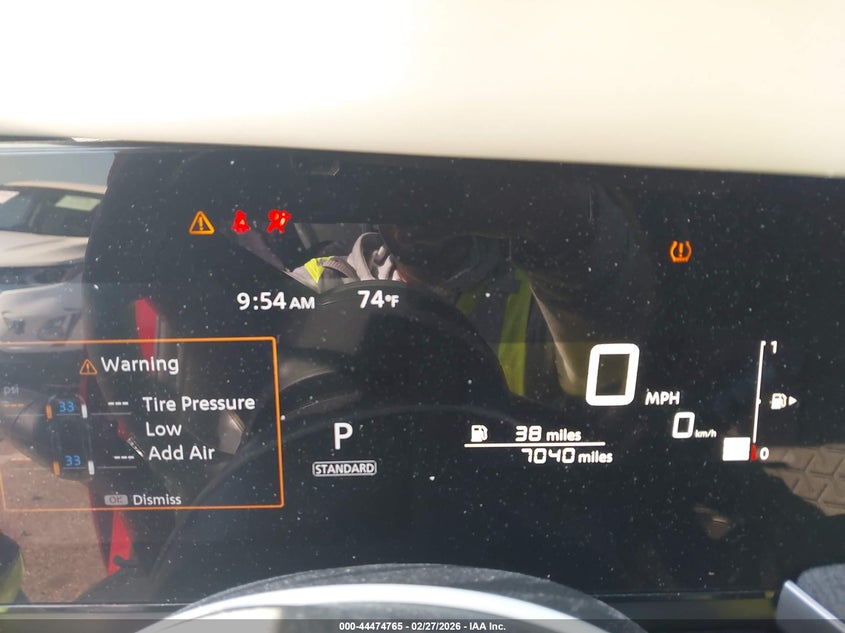 9:54 AM 74°F
Warning
psi
33 --- Tire Pressure
Low
33 --- Add Air
OK Dismiss
P
STANDARD
38 miles
7040 miles
0 MPH
0 km/h
1
0
000-44474765 - 02/27/2026 - IAA Inc.